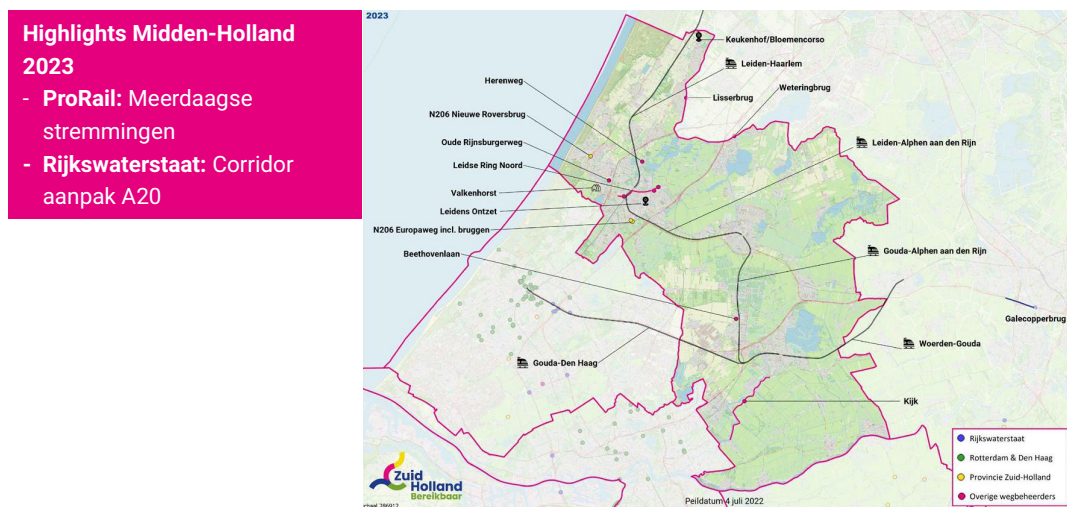 Highlights Midden-Holland
2023
- ProRail: Meerdaagse
stremmingen
- Rijkswaterstaat: Corridor
aanpak A20
2023
Keukenhof/Bloemencorso
Leiden-Haarlem
Weteringbrug
Herenweg
Lisserbrug
N206 Nieuwe Roversbrug
Oude Rijnsburgerweg
Leiden-Alphen aan den Rijn
Leidse Ring Noord
Valkenhorst
Leidens Ontzet
N206 Europaweg incl. bruggen
Beethovenlaan
Gouda-Alphen aan den Rijn
Galecopperbrug
Woerden-Gouda
Gouda-Den Haag
Kijk
Rijkswaterstaat
Rotterdam & Den Haag
Provincie Zuid-Holland
Overige wegbeheerders
Zuid
Holland
Bereikbaar
Peildatum 4 juli 2022